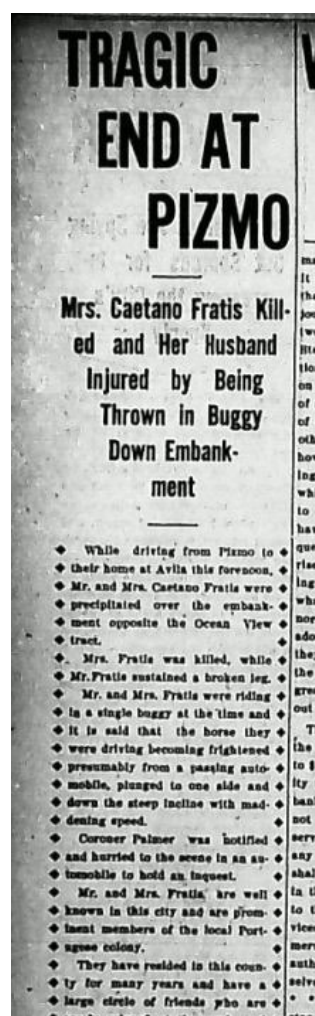 TRAGIC
END AT
PIZMO
Mrs. Caetano Fratis Kill-
ed and Her Husband
Injured by Being
Thrown in Buggy
Down Embank-
ment
While driving from Pizmo to
their home at Avila this forenoon,
Mr. and Mrs. Caetano Fratis were
precipitated over the embank-
ment opposite the Ocean View
tract.
Mrs. Fratis was killed, while
Mr. Fratis sustained a broken leg.
Mr. and Mrs. Fratis were riding
in a single buggy at the time and
it is said that the horse they
were driving becoming frightened
presumably from a passing auto-
mobile, plunged to one side and
down the steep incline with mad-
dening speed.
Coroner Palmer was notified
and hurried to the scene in an au-
tomobile to hold an inquest.
Mr. and Mrs. Fratis are well
known in this city and are prom-
inent members of the local Port-
ugese colony.
They have resided in this coun-
ty for many years and have a
large circle of friends who are